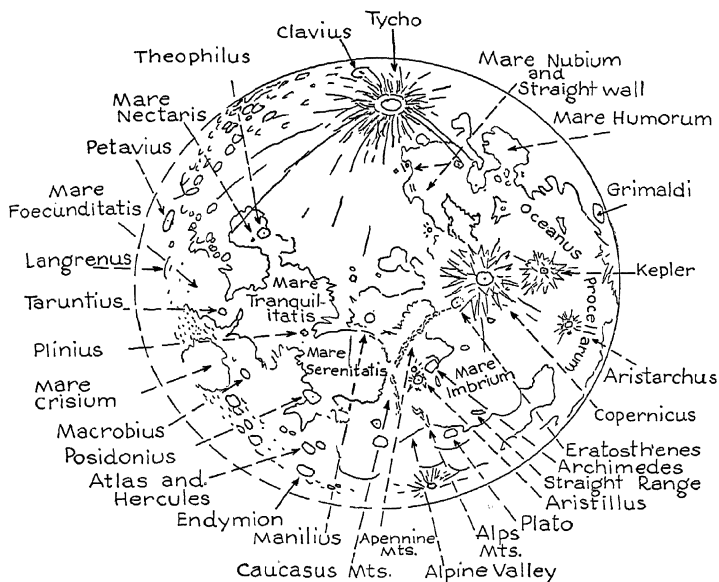 Tycho
Clavius
Theophilus
Mare Nubium
and
Straight wall
Mare
Nectaris
Mare Humorum
Petavius
Mare
Foecunditatis
Grimaldi
Oceanus
Procellarum
Langrenus
Kepler
Mare
Tranquil-
itatis
Taruntius
Plinius
Mare
Serenitatis
Mare
Imbrium
Aristarchus
Mare
Crisium
Copernicus
Macrobius
Posidonius
Eratosthenes
Archimedes
Straight Range
Aristillus
Atlas and
Hercules
Endymion
Plato
Manilius
Apennine
Mts.
Alps
Mts.
Caucasus Mts.
Alpine Valley